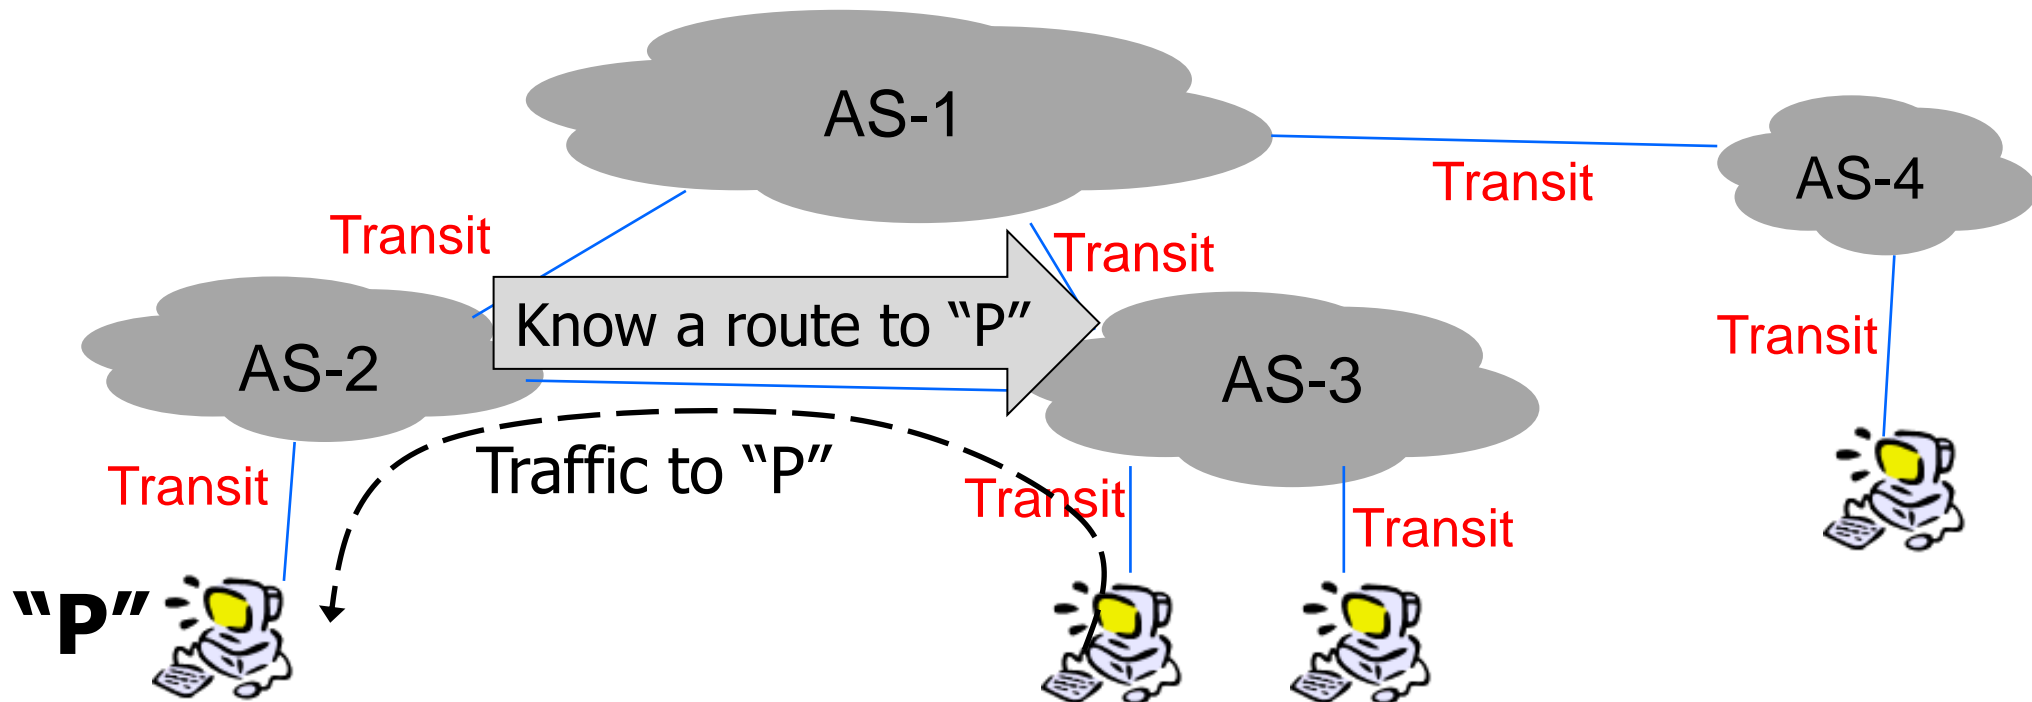 AS-1
Transit
AS-4
Transit
Transit
Know a route to “P”
Transit
AS-2
AS-3
Traffic to “P”
Transit
Transit
Transit
“P”